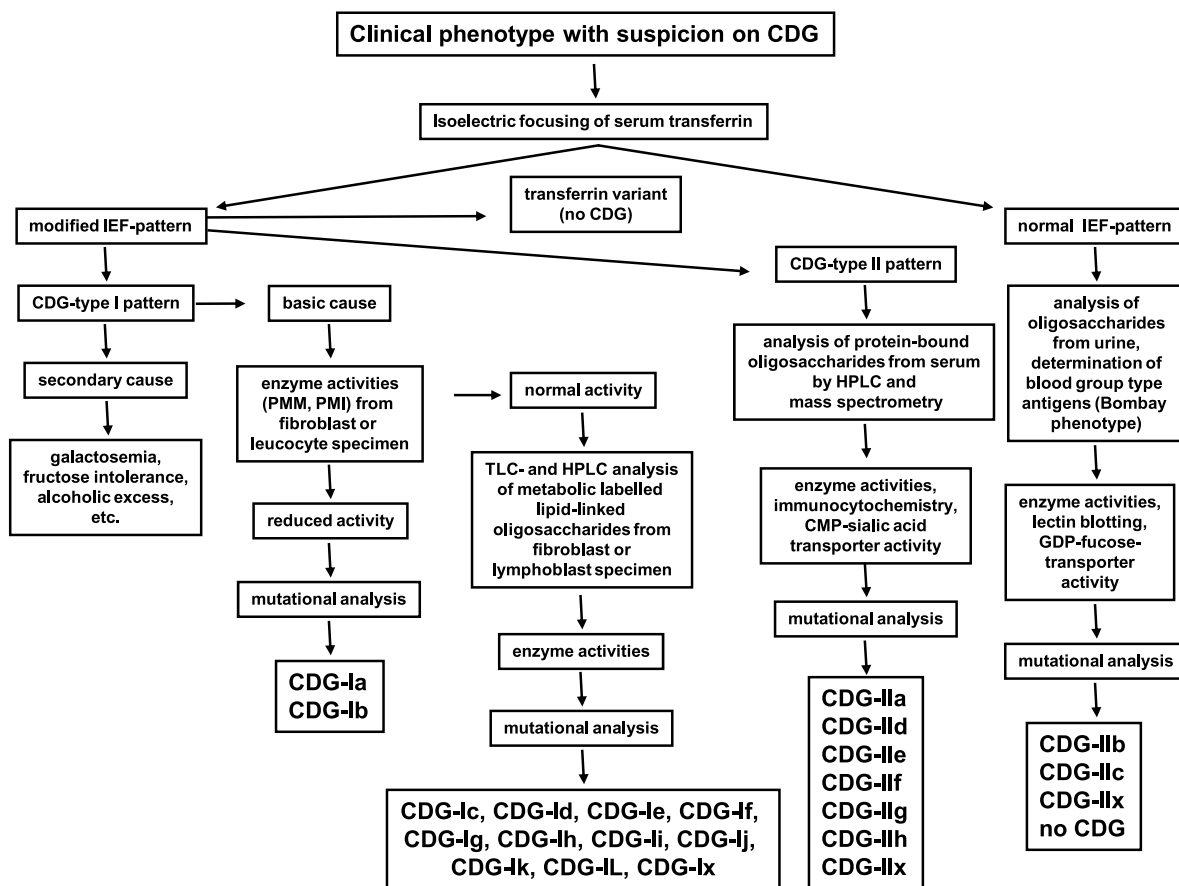 Clinical phenotype with suspicion on CDG
Isoelectric focusing of serum transferrin
transferrin variant
(no CDG)
modified IEF-pattern
normal IEF-pattern
CDG-type II pattern
CDG-type I pattern
basic cause
analysis of
oligosaccharides
from urine,
determination of
blood group type
antigens (Bombay
phenotype)
analysis of protein-bound
oligosaccharides from serum
by HPLC and
mass spectrometry
secondary cause
enzyme activities
(PMM, PMI) from
fibroblast or
leucocyte specimen
normal activity
galactosemia,
fructose intolerance,
alcoholic excess,
etc.
TLC- and HPLC analysis
of metabolic labelled
lipid-linked
oligosaccharides from
fibroblast or
lymphoblast specimen
enzyme activities,
immunocytochemistry,
CMP-sialic acid
transporter activity
enzyme activities,
lectin blotting,
GDP-fucose-
transporter
activity
reduced activity
mutational analysis
mutational analysis
enzyme activities
mutational analysis
CDG-Ia
CDG-Ib
mutational analysis
CDG-IIa
CDG-IId
CDG-IIe
CDG-IIf
CDG-IIg
CDG-IIh
CDG-IIx
CDG-IIb
CDG-IIc
CDG-IIx
no CDG
CDG-Ic, CDG-Id, CDG-Ie, CDG-If,
CDG-Ig, CDG-Ih, CDG-Ii, CDG-Ij,
CDG-Ik, CDG-IL, CDG-Ix